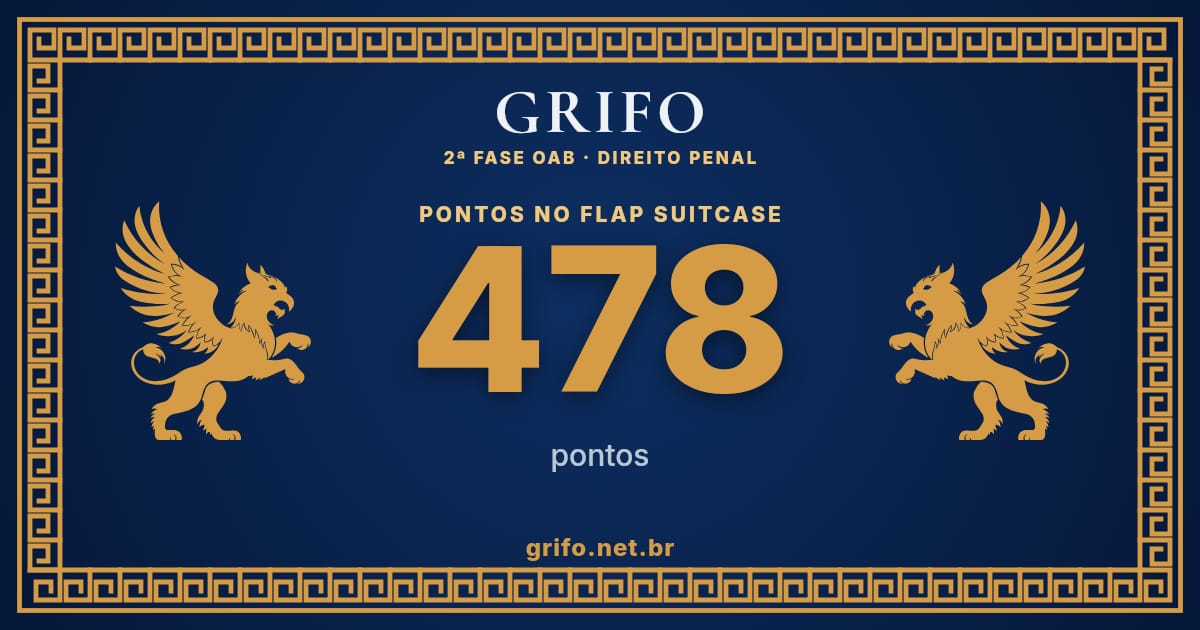 GRIFO
2ª FASE OAB · DIREITO PENAL
PONTOS NO FLAP SUITCASE
478
pontos
grifo.net.br